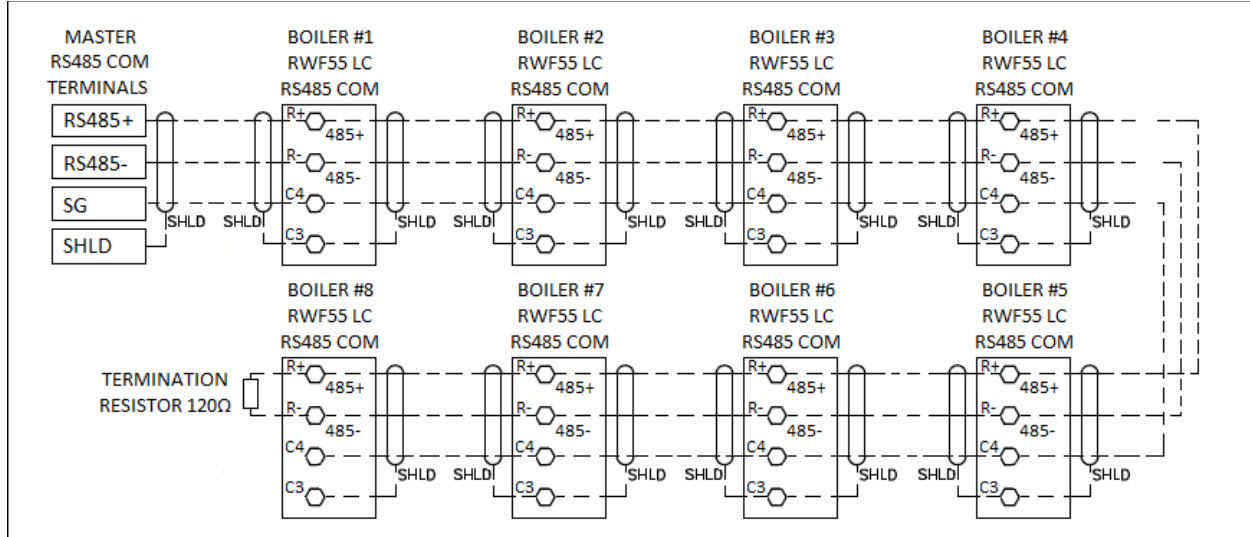 MASTER
RS485 COM
TERMINALS
RS485+
RS485-
SG
SHLD
SHLD
BOILER #1
RWF55 LC
RS485 COM
R+
485+
R-
485-
C4
C3
SHLD
SHLD
BOILER #2
RWF55 LC
RS485 COM
R+
485+
R-
485-
C4
C3
SHLD
SHLD
BOILER #3
RWF55 LC
RS485 COM
R+
485+
R-
485-
C4
C3
SHLD
SHLD
BOILER #4
RWF55 LC
RS485 COM
R+
485+
R-
485-
C4
C3
SHLD
SHLD
BOILER #8
RWF55 LC
RS485 COM
TERMINATION
RESISTOR 120Ω
R+
485+
R-
485-
C4
C3
SHLD
BOILER #7
RWF55 LC
RS485 COM
R+
485+
R-
485-
C4
C3
SHLD
SHLD
BOILER #6
RWF55 LC
RS485 COM
R+
485+
R-
485-
C4
C3
SHLD
SHLD
BOILER #5
RWF55 LC
RS485 COM
R+
485+
R-
485-
C4
C3
SHLD
SHLD